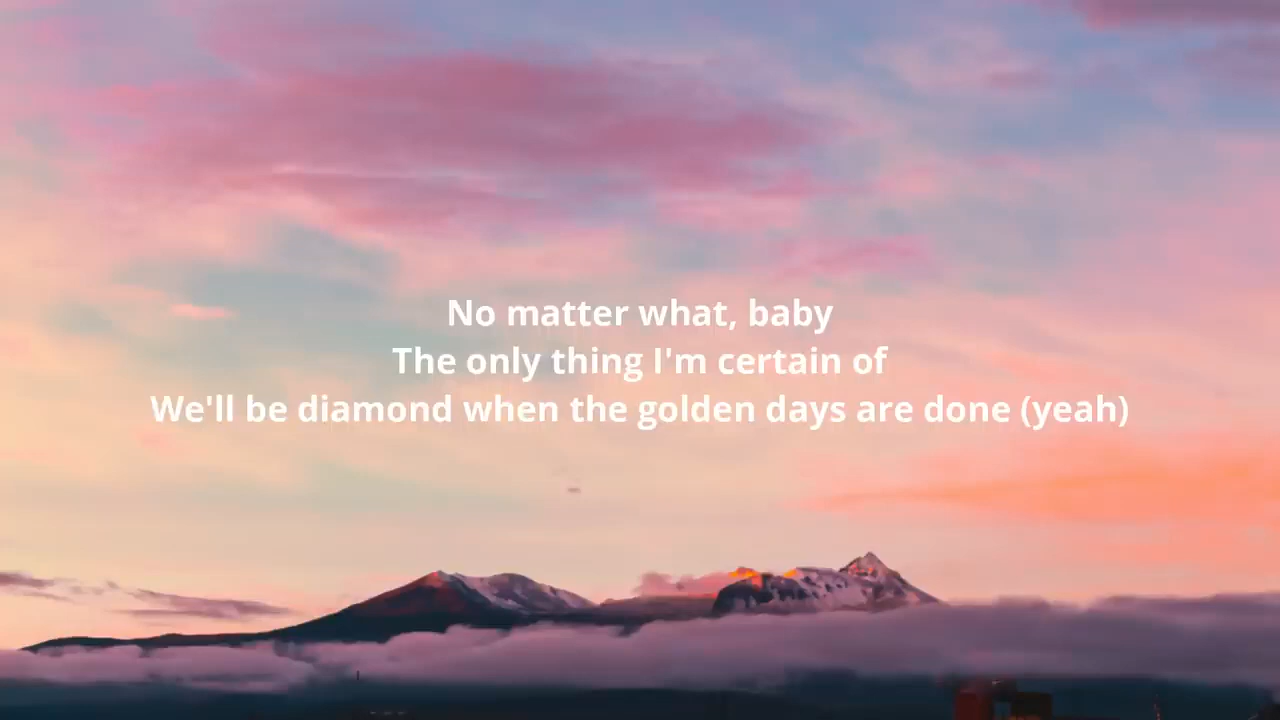 No matter what, baby
The only thing I'm certain of
We'll be diamond when the golden days are done (yeah)